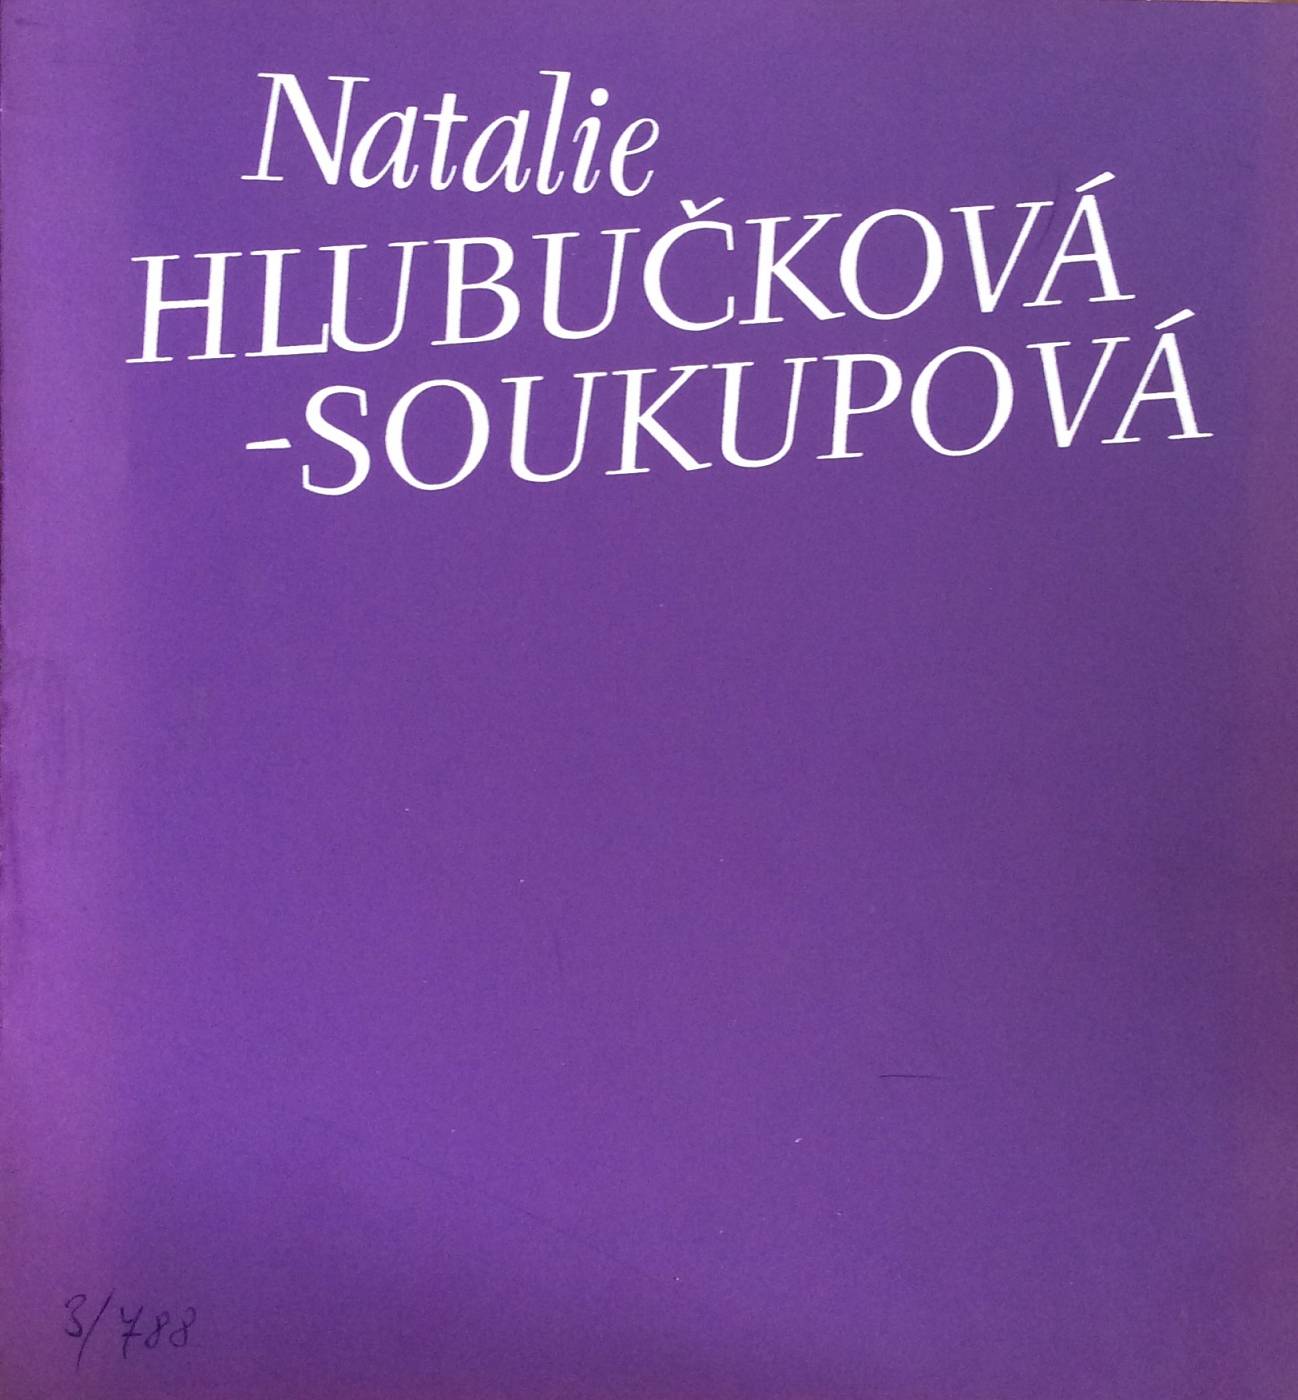 Natalie
HLUBUČKOVÁ
-SOUKUPOVÁ
3/788